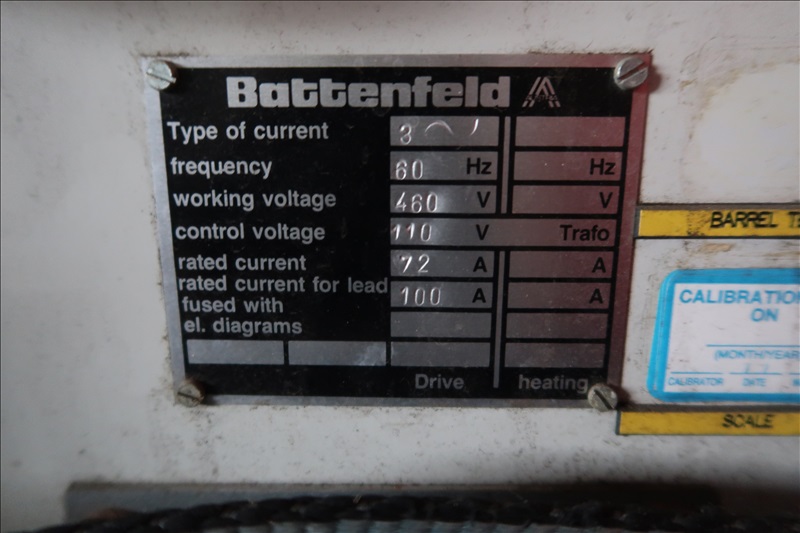 Battenfeld
Type of current 3 ~
frequency 60 Hz Hz
working voltage 460 V V
control voltage 110 V Trafo
rated current 72 A A
rated current for lead
fused with 100 A A
el. diagrams
Drive heating
BARREL
CALIBRATION
ON
(MONTH/YEAR
CALIBRATOR DATE
SCALE